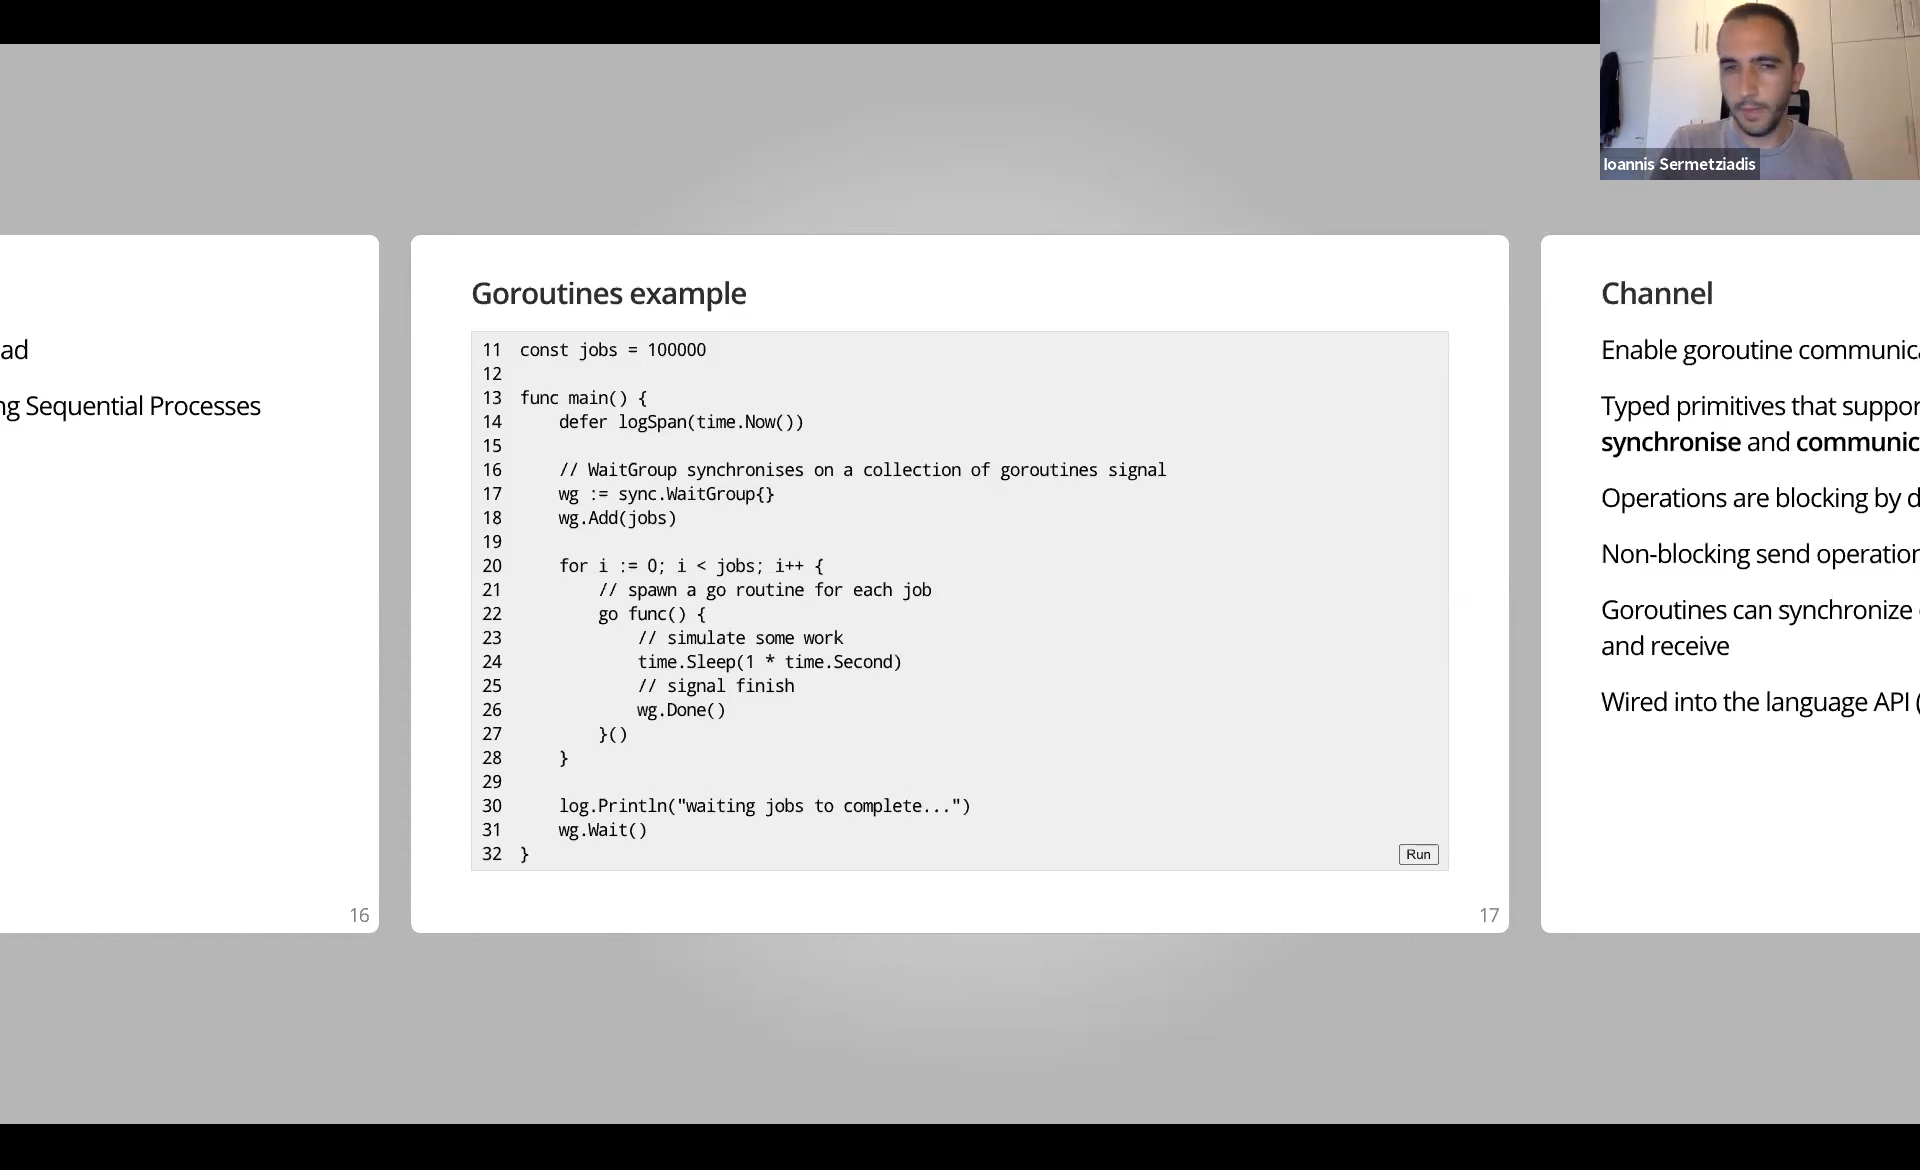 Ioannis Sermetziadis
ad
ng Sequential Processes
16
Goroutines example
11 const jobs = 100000
12
13 func main() {
14     defer logSpan(time.Now())
15
16     // WaitGroup synchronises on a collection of goroutines signal
17     wg := sync.WaitGroup{}
18     wg.Add(jobs)
19
20     for i := 0; i < jobs; i++ {
21         // spawn a go routine for each job
22         go func() {
23             // simulate some work
24             time.Sleep(1 * time.Second)
25             // signal finish
26             wg.Done()
27         }()
28     }
29
30     log.Println("waiting jobs to complete...")
31     wg.Wait()
32 }
Run
17
Channel
Enable goroutine communic
Typed primitives that suppor
synchronise and communic
Operations are blocking by d
Non-blocking send operation
Goroutines can synchronize
and receive
Wired into the language API (